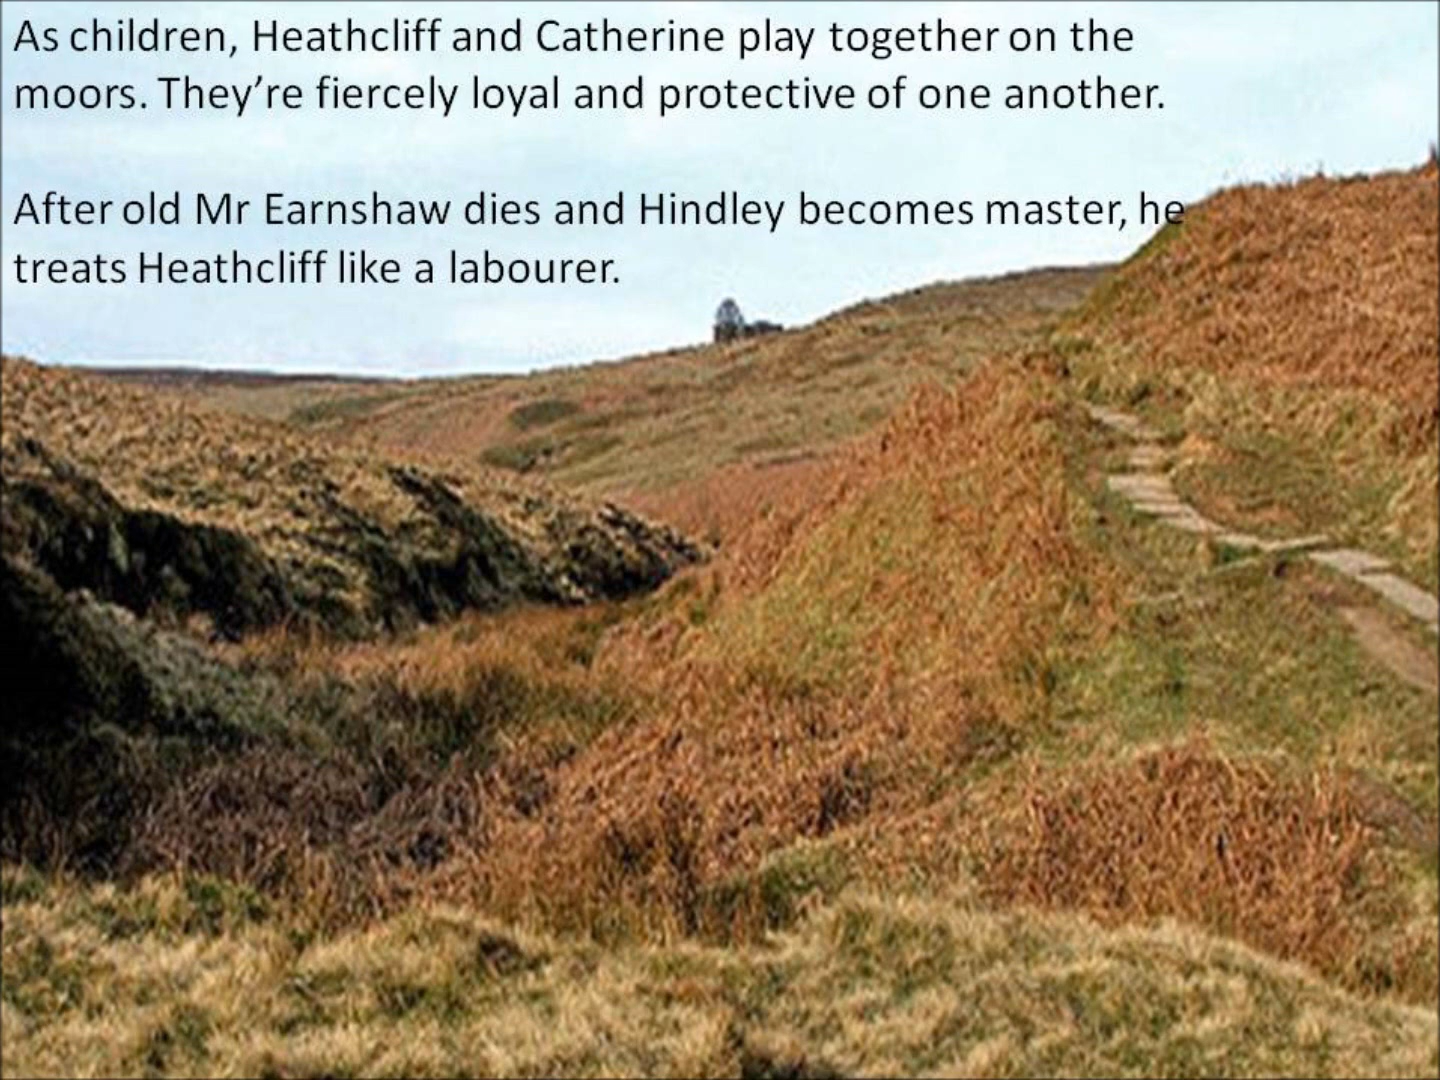 As children, Heathcliff and Catherine play together on the
moors. They’re fiercely loyal and protective of one another.
After old Mr Earnshaw dies and Hindley becomes master, he
treats Heathcliff like a labourer.